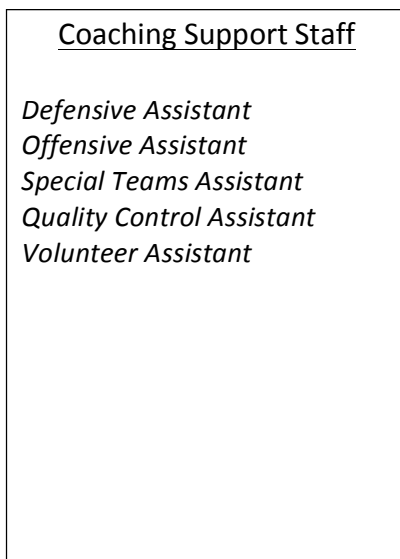 Coaching Support Staff
Defensive Assistant
Offensive Assistant
Special Teams Assistant
Quality Control Assistant
Volunteer Assistant